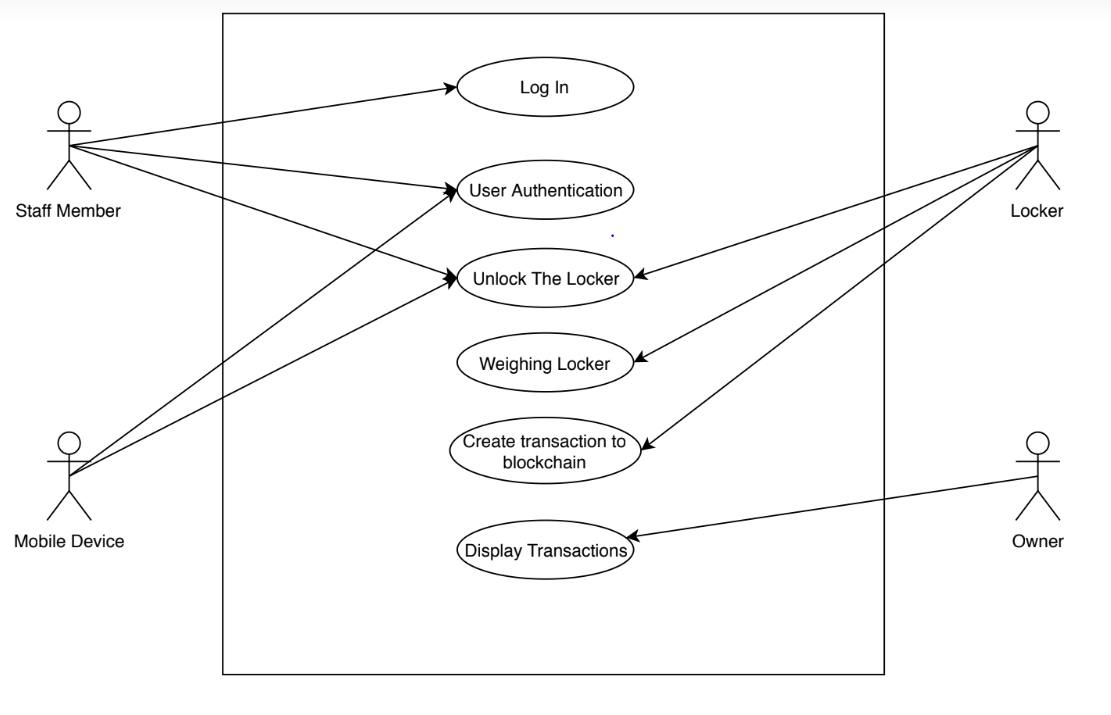 Log In
User Authentication
Staff Member
Locker
Unlock The Locker
Weighing Locker
Create transaction to
blockchain
Mobile Device
Display Transactions
Owner